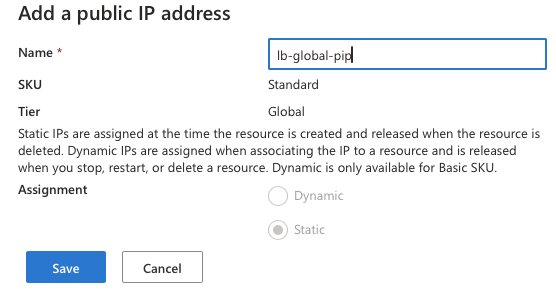 Add a public IP address
Name *
lb-global-pip
SKU
Standard
Tier
Global
Static IPs are assigned at the time the resource is created and released when the resource is
deleted. Dynamic IPs are assigned when associating the IP to a resource and is released
when you stop, restart, or delete a resource. Dynamic is only available for Basic SKU.
Assignment
Dynamic
Static
Save
Cancel